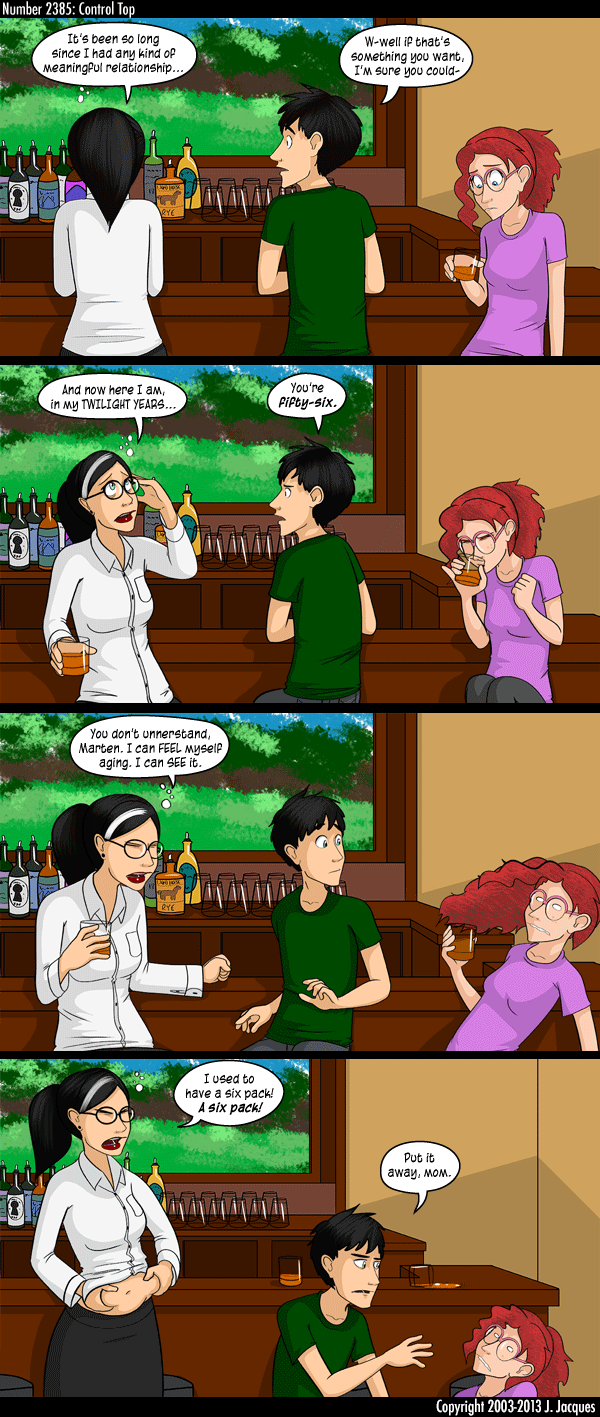 Number 2385: Control Top
It's been so long
since I had any kind of
meaningful relationship...
W-well if that's
something you want,
I'm sure you could-
RYE
And now here I am,
in my TWILIGHT YEARS...
You're
fifty-six.
You don't unnerstand,
Marten. I can FEEL myself
aging. I can SEE it.
RYE
I used to
have a six pack!
A six pack!
Put it
away, mom.
Copyright 2003-2013 J. Jacques